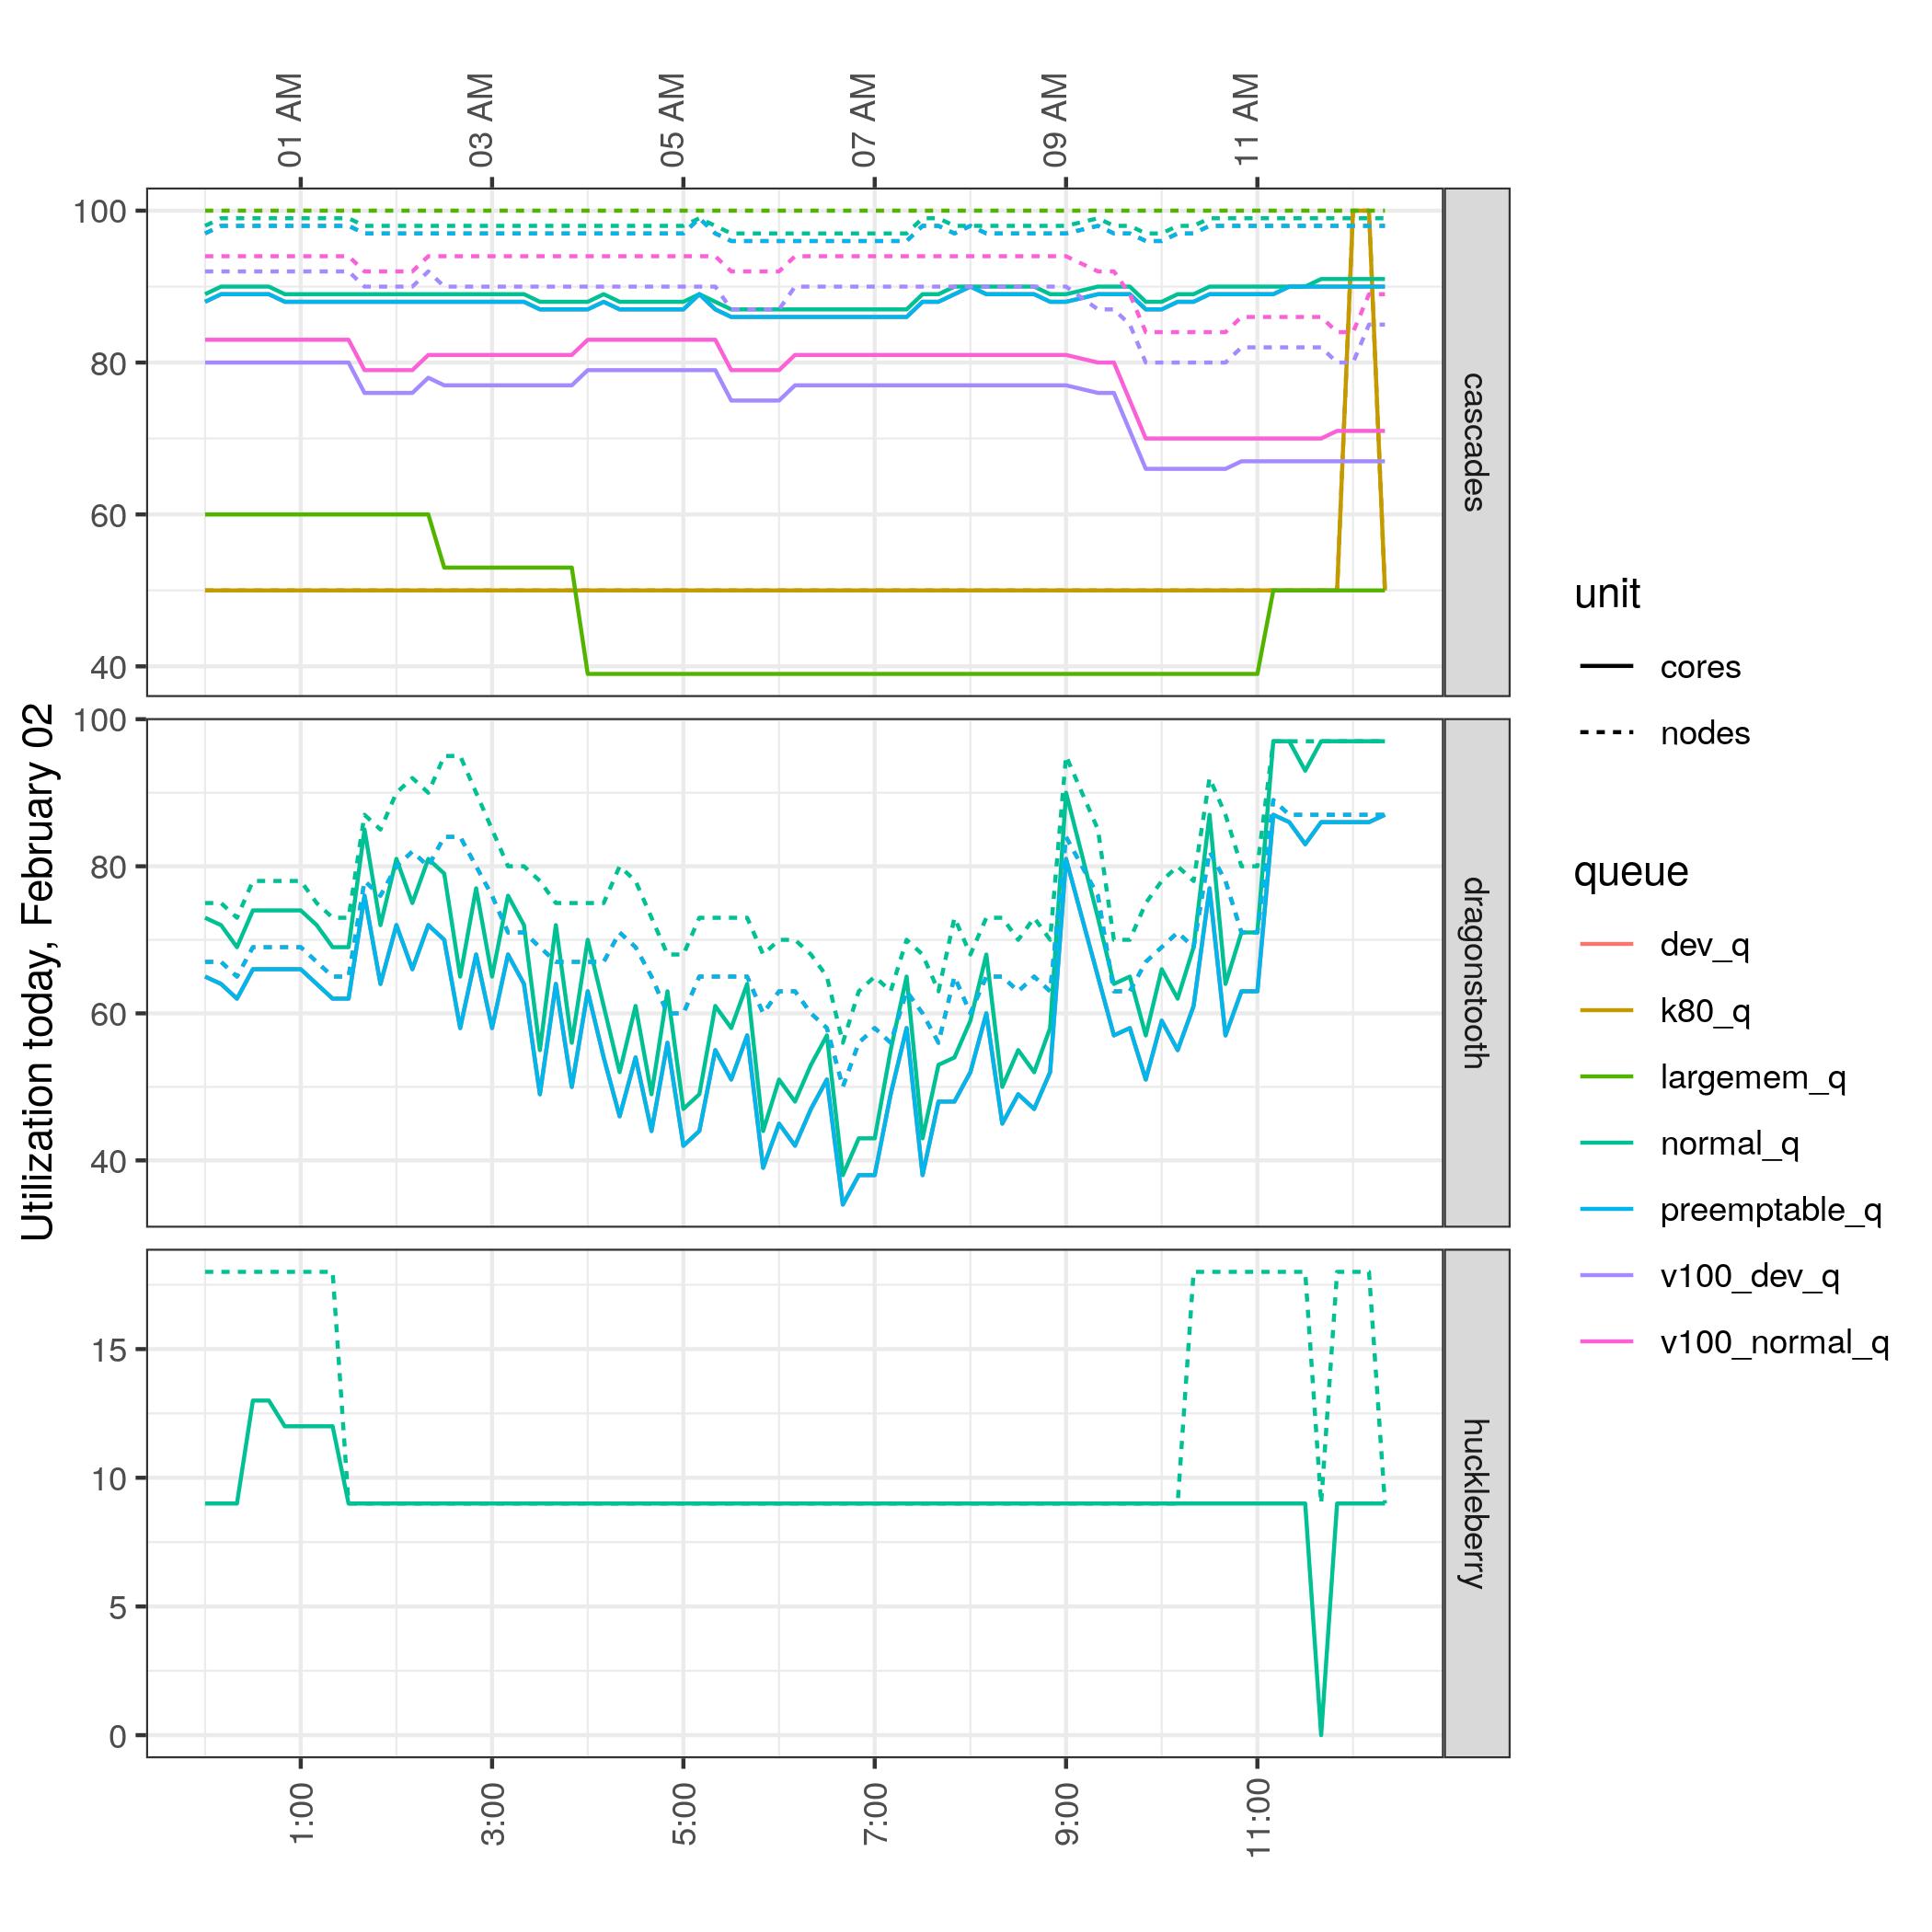 01 AM
03 AM
05 AM
07 AM
09 AM
11 AM
Utilization today, February 02
100
80
60
40
cascades
100
80
60
40
dragonstooth
15
10
5
0
huckleberry
1:00
3:00
5:00
7:00
9:00
11:00
unit
cores
nodes
queue
dev_q
k80_q
largemem_q
normal_q
preemptable_q
v100_dev_q
v100_normal_q